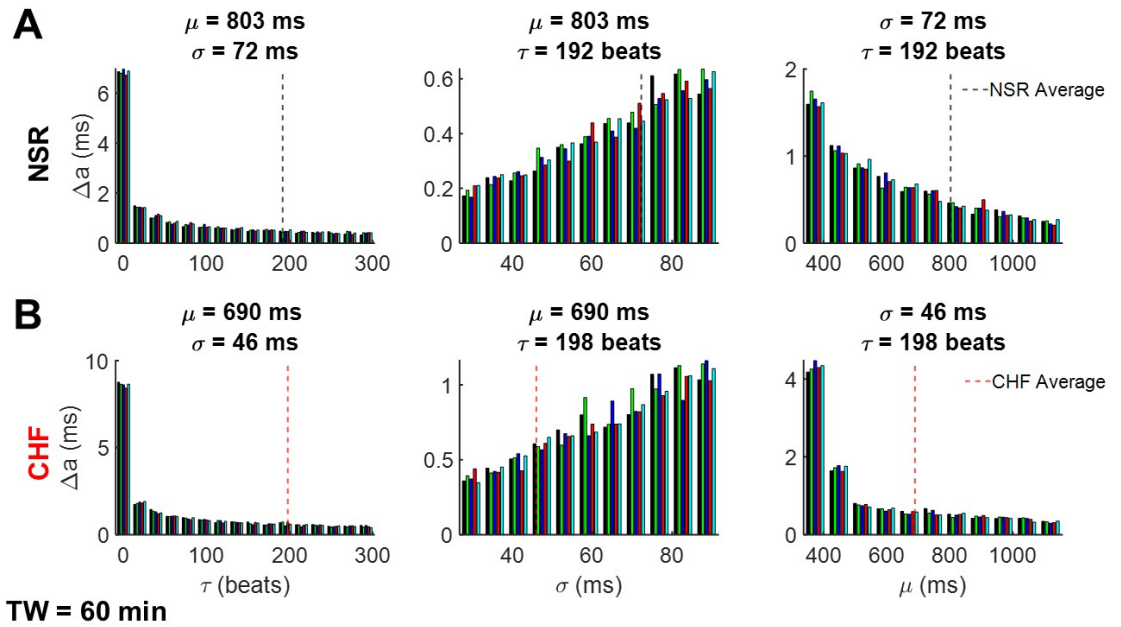 A
μ = 803 ms
σ = 72 ms
μ = 803 ms
τ = 192 beats
σ = 72 ms
τ = 192 beats
NSR
Δa (ms)
6
4
2
0
0 100 200 300
0.6
0.4
0.2
0
40 60 80
2
1
0
400 600 800 1000
NSR Average
B
μ = 690 ms
σ = 46 ms
μ = 690 ms
τ = 198 beats
σ = 46 ms
τ = 198 beats
CHF
Δa (ms)
10
5
0
0 100 200 300
τ (beats)
1
0.5
0
40 60 80
σ (ms)
4
2
0
400 600 800 1000
μ (ms)
CHF Average
TW = 60 min